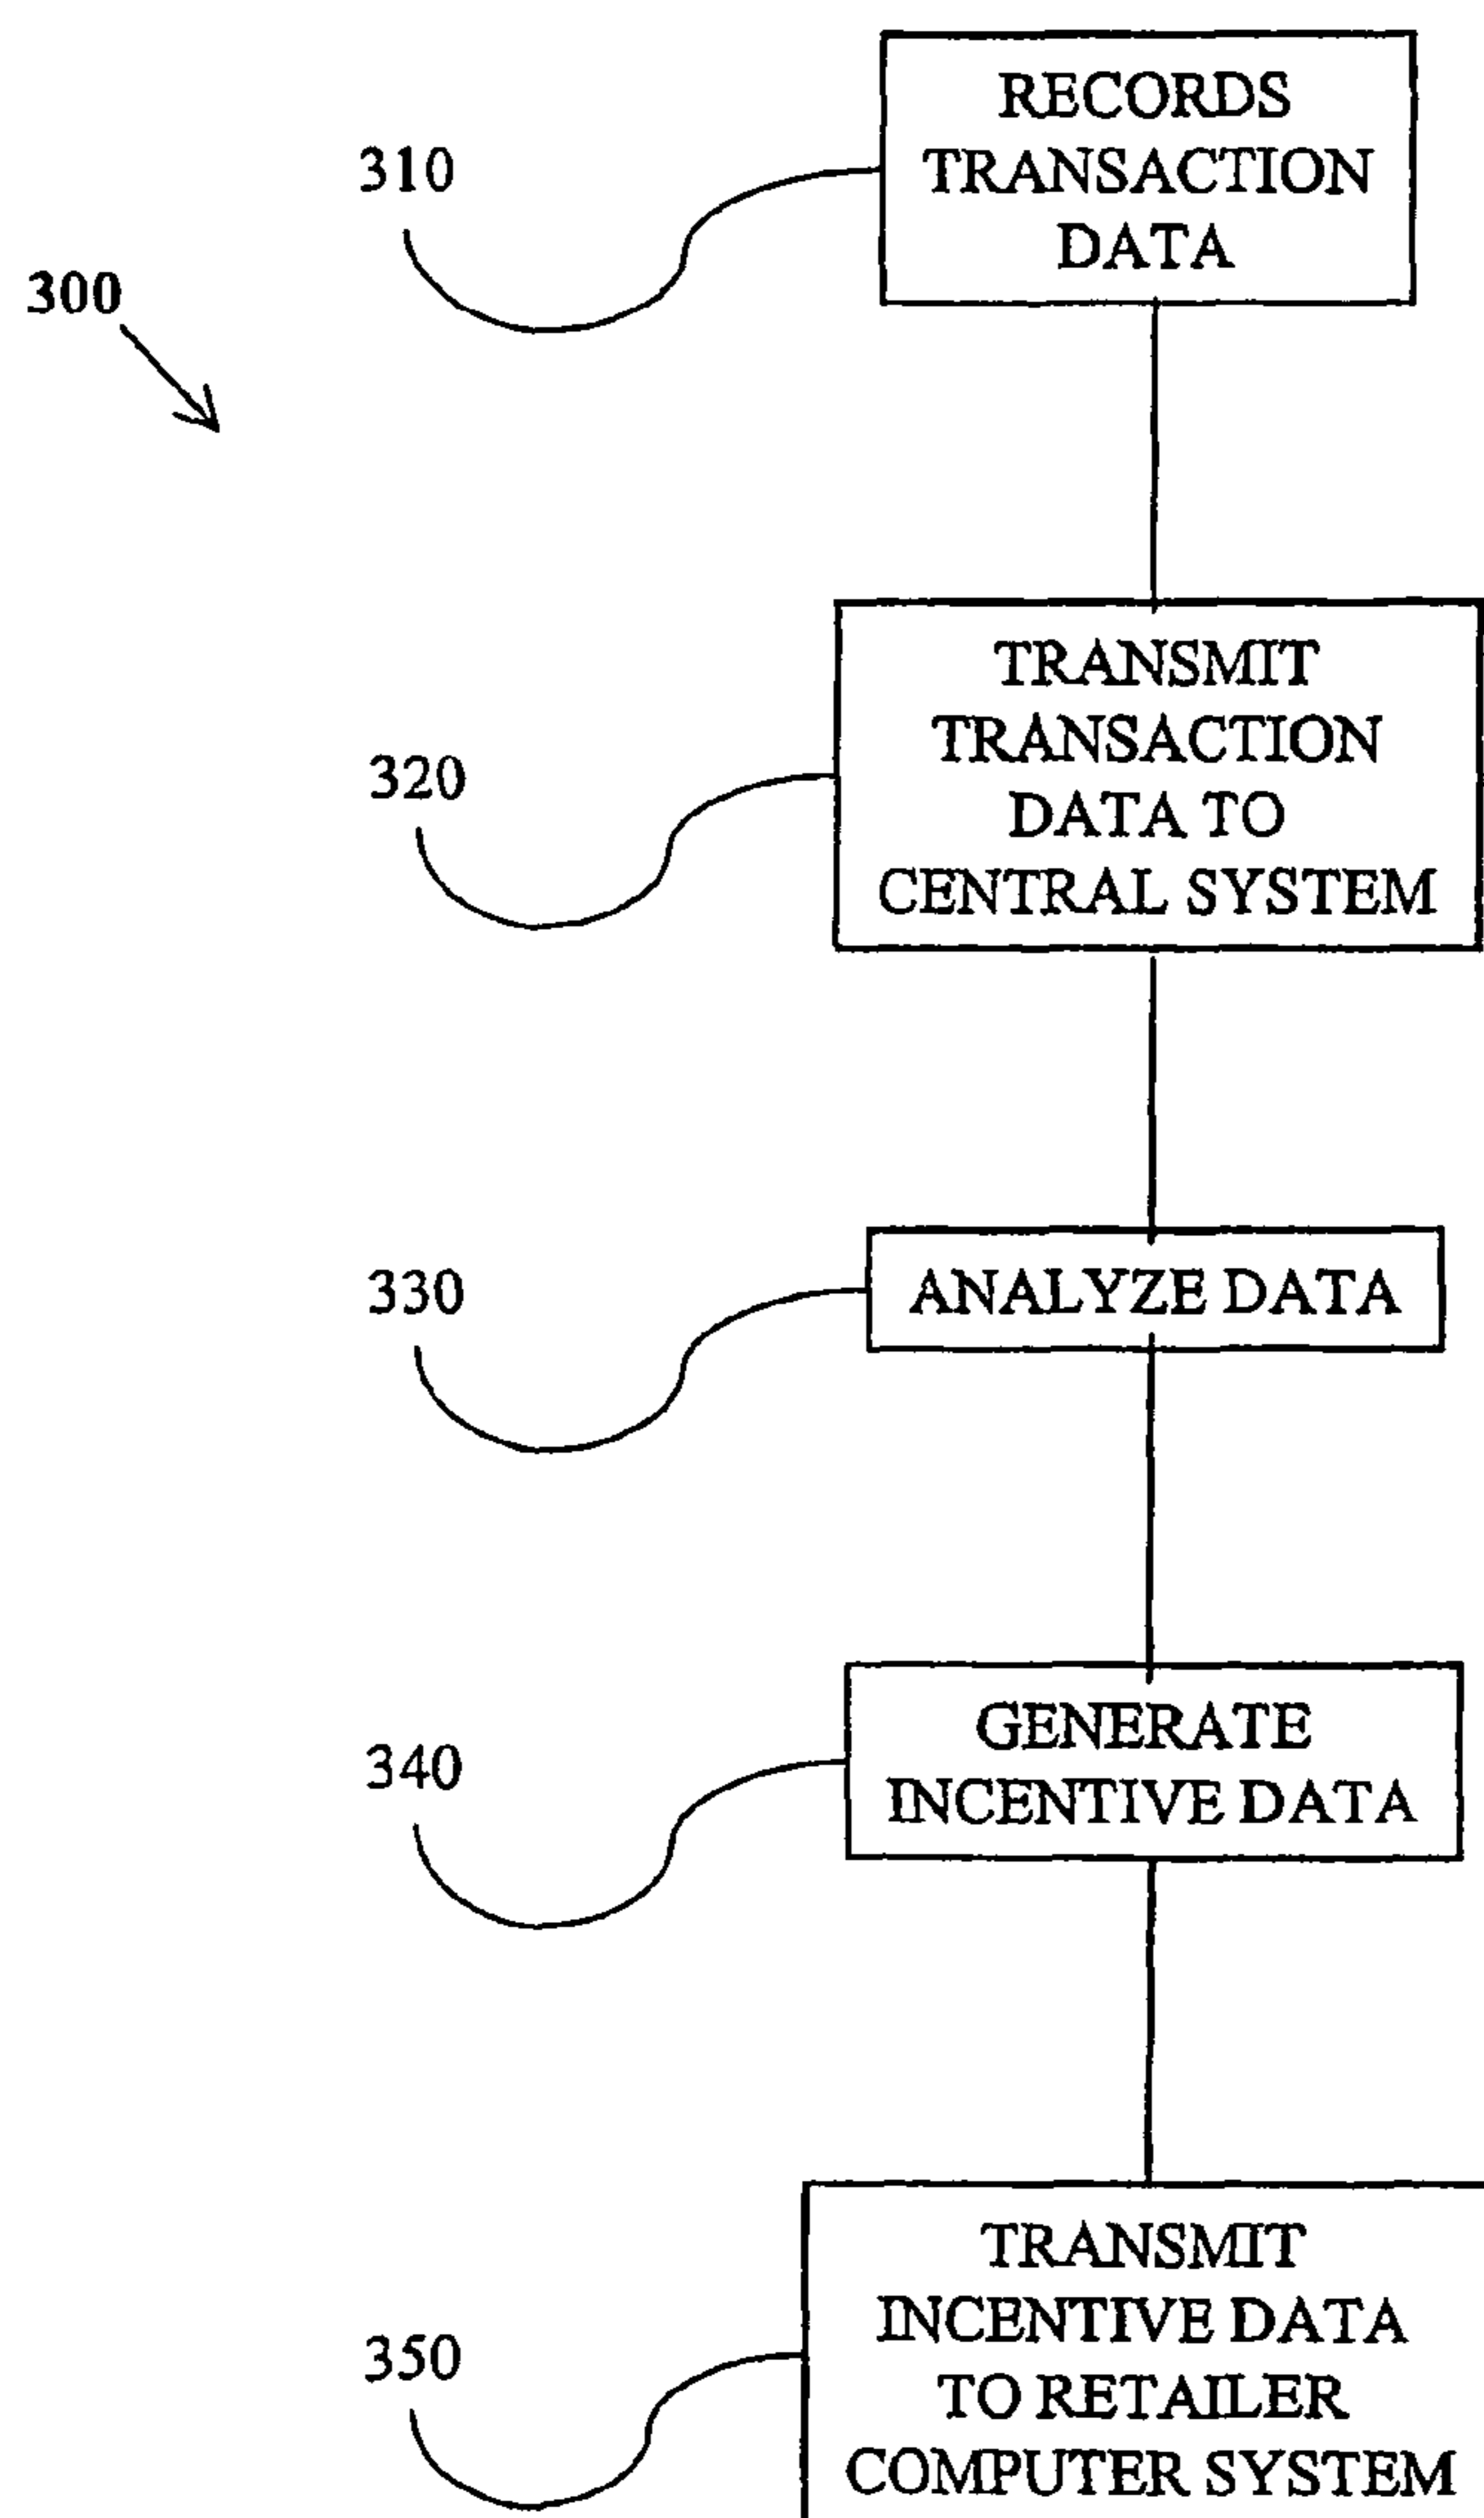 RECORDS
TRANSACTION
DATA
310
300
TRANSMIT
TRANSACTION
DATA TO
CENTRAL SYSTEM
320
ANALYZE DATA
330
GENERATE
INCENTIVE DATA
340
TRANSMIT
INCENTIVE DATA
TO RETAILER
COMPUTER SYSTEM
350